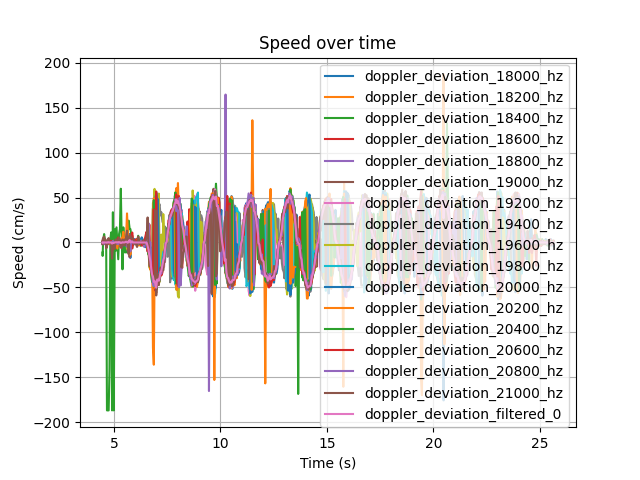 Speed over time
Speed (cm/s)
200
150
100
50
0
−50
−100
−150
−200
5
10
15
20
25
Time (s)
doppler_deviation_18000_hz
doppler_deviation_18200_hz
doppler_deviation_18400_hz
doppler_deviation_18600_hz
doppler_deviation_18800_hz
doppler_deviation_19000_hz
doppler_deviation_19200_hz
doppler_deviation_19400_hz
doppler_deviation_19600_hz
doppler_deviation_19800_hz
doppler_deviation_20000_hz
doppler_deviation_20200_hz
doppler_deviation_20400_hz
doppler_deviation_20600_hz
doppler_deviation_20800_hz
doppler_deviation_21000_hz
doppler_deviation_filtered_0